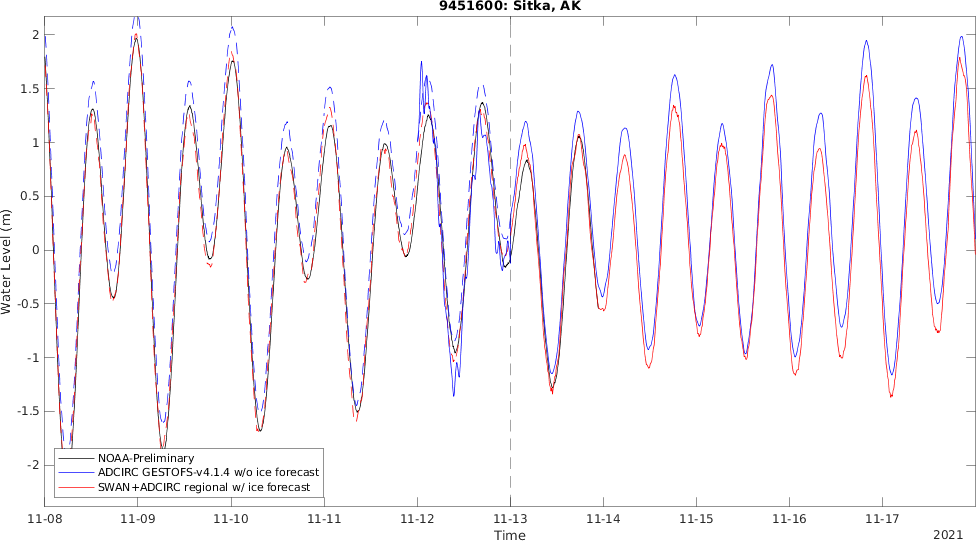 9451600: Sitka, AK
Water Level (m)
2
1.5
1
0.5
0
-0.5
-1
-1.5
-2
NOAA-Preliminary
ADCIRC GESTOFS-v4.1.4 w/o ice forecast
SWAN+ADCIRC regional w/ ice forecast
11-08 11-09 11-10 11-11 11-12 11-13 11-14 11-15 11-16 11-17
Time
2021